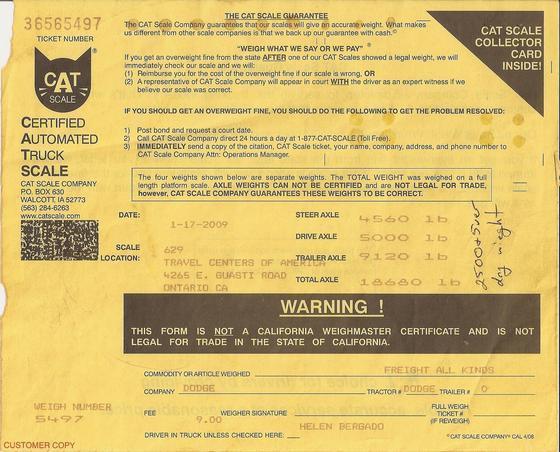 36565497
TICKET NUMBER
CAT
SCALE
®
CERTIFIED
AUTOMATED
TRUCK
SCALE
CAT SCALE COMPANY
P.O. BOX 630
WALCOTT, IA 52773
(563) 284-6263
www.catscale.com
THE CAT SCALE GUARANTEE
The CAT Scale Company guarantees that our scales will give an accurate weight. What makes
us different from other scale companies is that we back up our guarantee with cash.©
"WEIGH WHAT WE SAY OR WE PAY" ®
If you get an overweight fine from the state AFTER one of our CAT Scales showed a legal weight, we will
immediately check our scale and we will:
(1) Reimburse you for the cost of the overweight fine if our scale is wrong, OR
(2) A representative of CAT Scale Company will appear in court WITH the driver as an expert witness if we
believe our scale was correct.
IF YOU SHOULD GET AN OVERWEIGHT FINE, YOU SHOULD DO THE FOLLOWING TO GET THE PROBLEM RESOLVED:
1) Post bond and request a court date.
2) Call CAT Scale Company direct 24 hours a day at 1-877-CAT-SCALE (Toll Free).
3) IMMEDIATELY send a copy of the citation, CAT Scale ticket, your name, company, address, and phone number to
CAT Scale Company Attn: Operations Manager.
CAT SCALE
COLLECTOR
CARD
INSIDE!
The four weights shown below are separate weights. The TOTAL WEIGHT was weighed on a full
length platform scale. AXLE WEIGHTS CAN NOT BE CERTIFIED and are NOT LEGAL FOR TRADE,
however, CAT SCALE COMPANY GUARANTEES THESE WEIGHTS TO BE CORRECT.
DATE: 1-17-2009
STEER AXLE 4560 lb
DRIVE AXLE 5000 lb
SCALE LOCATION: 629
TRAVEL CENTERS OF AMERICA
4265 E. GUASTI ROAD
ONTARIO CA
TRAILER AXLE 9120 lb
TOTAL AXLE 18680 lb
dry weight
WARNING !
THIS FORM IS NOT A CALIFORNIA WEIGHMASTER CERTIFICATE AND IS NOT
LEGAL FOR TRADE IN THE STATE OF CALIFORNIA.
COMMODITY OR ARTICLE WEIGHED FREIGHT ALL KINDS
COMPANY DODGE TRACTOR # DODGE TRAILER # 0
WEIGH NUMBER
5497
FEE 9.00 WEIGHER SIGNATURE HELEN BERGADO
FULL WEIGH
TICKET #
(IF REWEIGH)
DRIVER IN TRUCK UNLESS CHECKED HERE:
CUSTOMER COPY
© CAT SCALE COMPANY CAL 4/08